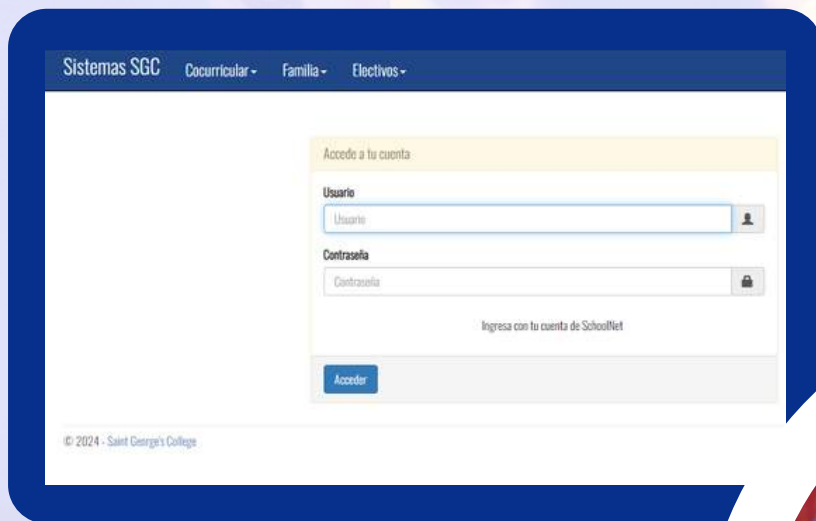 Sistemas SGC Cocurricular Familia Electivos
Accede a tu cuenta
Usuario
Usuario
Contraseña
Contraseña
Ingresa con tu cuenta de SchoolNet
Acceder
© 2024 - Saint George's College